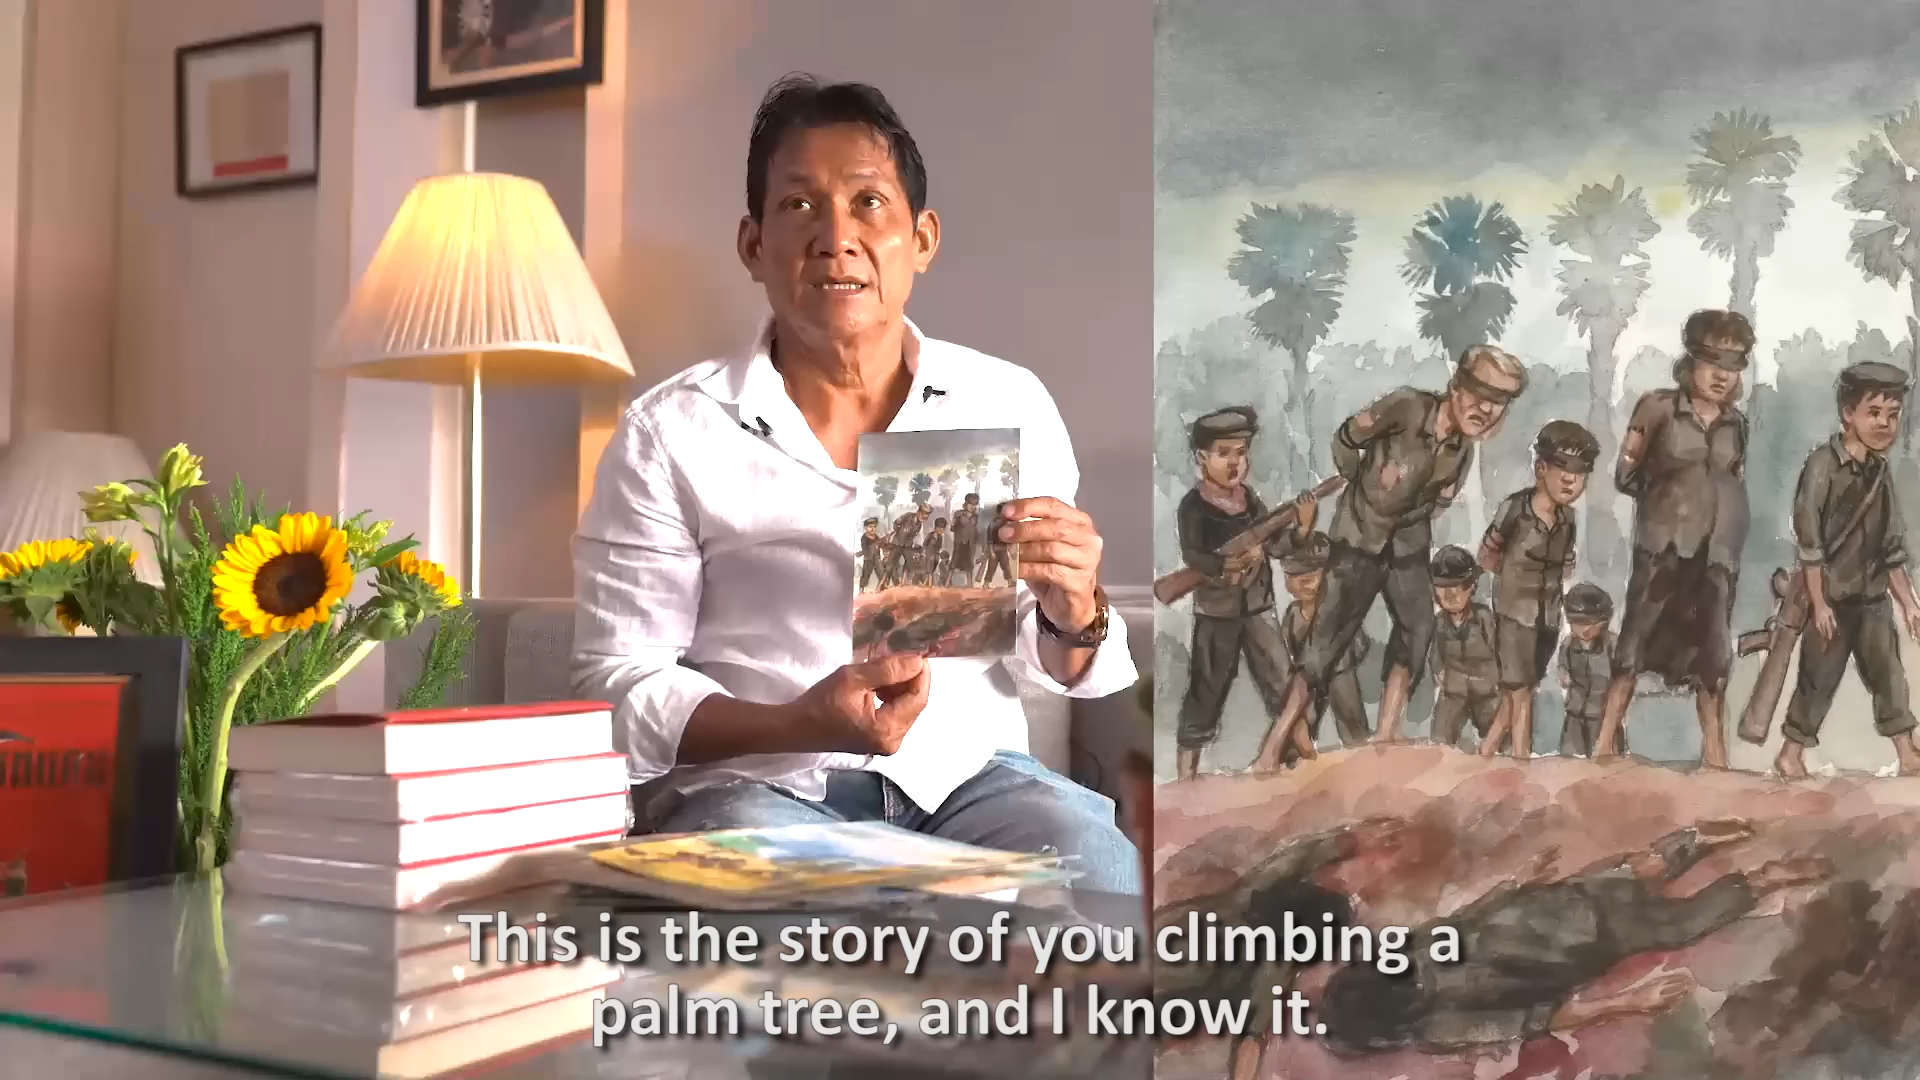 This is the story of you climbing a
palm tree, and I know it.